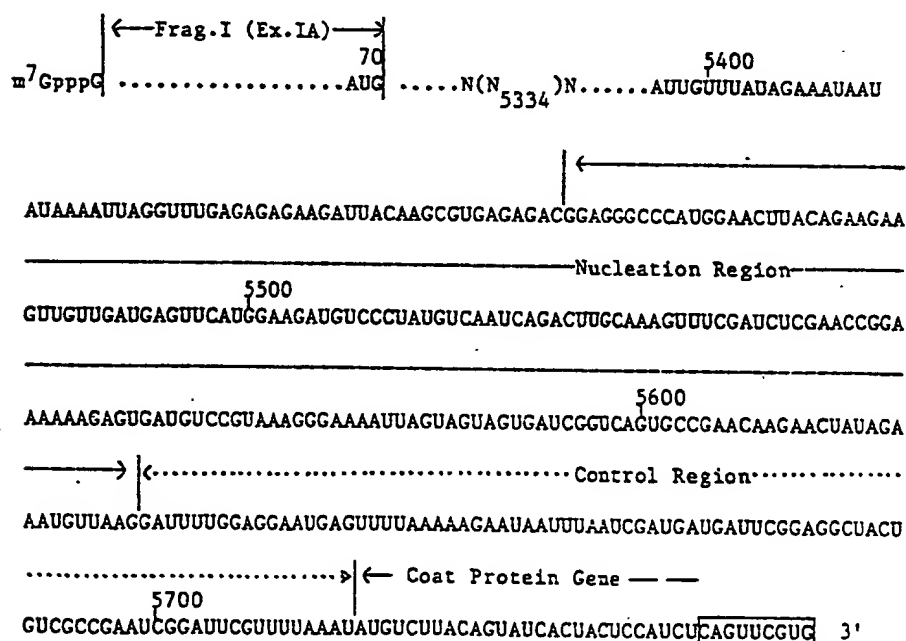 ←Frag.I (Ex.IA)→
70
5400
m⁷GpppG ................. AUG ..... N(N₅₃₃₄)N ...... AUUGUUUAUAGAAAUAAU
AUAAAAUUAGGUUUGAGAGAGAAGAUUACAAGCGUGAGAGACGGAGGGCCCAUGGAACUUACAGAAGAA
Nucleation Region
5500
GUUGUUGAUGAGUUCAUGGAAGAUGUCCCUAUGUCAAUCAGACUUGCAAAGUUUCGAUCUCGAACCGGA
5600
AAAAAGAGUGAUGUCCGUAAAGGGAAAAUUAGUAGUAGUGAUCGGUCAGUGCCGAACAAGAACUAUAGA
Control Region
AAUGUUAAGGAUUUUGGAGGAAUGAGUUUUAAAAAGAAUAAUUUAAUCGAUGAUGAUUCGGAGGCUACU
← Coat Protein Gene — —
5700
GUCGCCGAAUCGGAUUCGUUUUAAAUAUGUCUUACAGUAUCACUACUCCAUCUCAGUUCGUG 3'